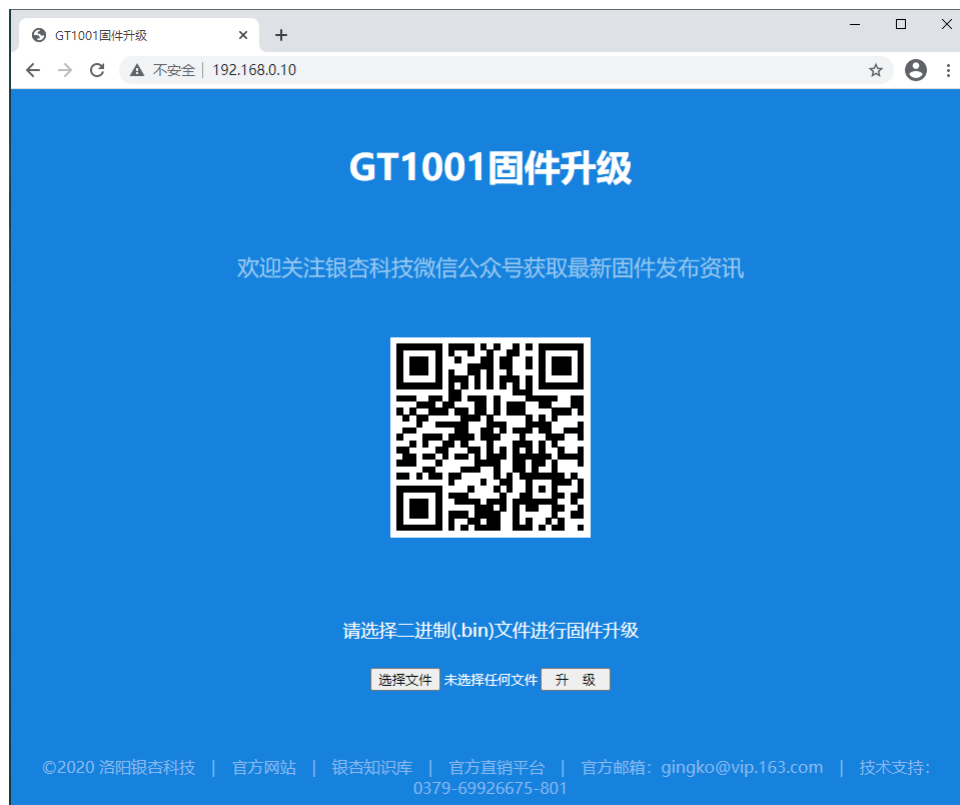 GT1001固件升级
不安全 192.168.0.10
GT1001固件升级
欢迎关注银杏科技微信公众号获取最新固件发布资讯
请选择二进制(.bin)文件进行固件升级
选择文件 未选择任何文件 升 级
©2020 洛阳银杏科技 | 官方网站 | 银杏知识库 | 官方直销平台 | 官方邮箱：gingko@vip.163.com | 技术支持：
0379-69926675-801